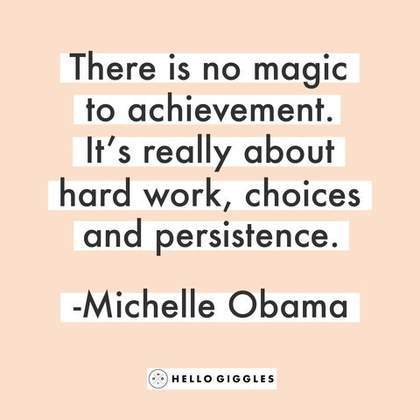 There is no magic
to achievement.
It’s really about
hard work, choices
and persistence.
-Michelle Obama
HELLO GIGGLES